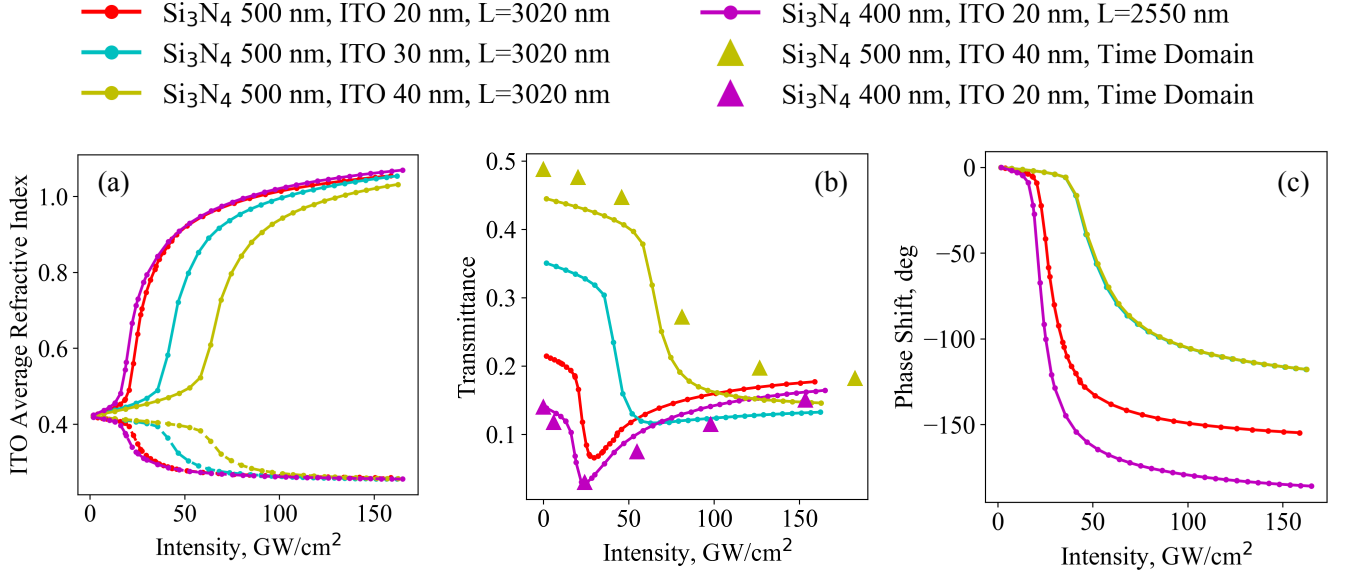 Si₃N₄ 500 nm, ITO 20 nm, L=3020 nm
Si₃N₄ 500 nm, ITO 30 nm, L=3020 nm
Si₃N₄ 500 nm, ITO 40 nm, L=3020 nm
Si₃N₄ 400 nm, ITO 20 nm, L=2550 nm
Si₃N₄ 500 nm, ITO 40 nm, Time Domain
Si₃N₄ 400 nm, ITO 20 nm, Time Domain
(a)
ITO Average Refractive Index
1.0
0.8
0.6
0.4
0 50 100 150
Intensity, GW/cm²
(b)
Transmittance
0.5
0.4
0.3
0.2
0.1
0 50 100 150
Intensity, GW/cm²
(c)
Phase Shift, deg
0
−50
−100
−150
0 50 100 150
Intensity, GW/cm²